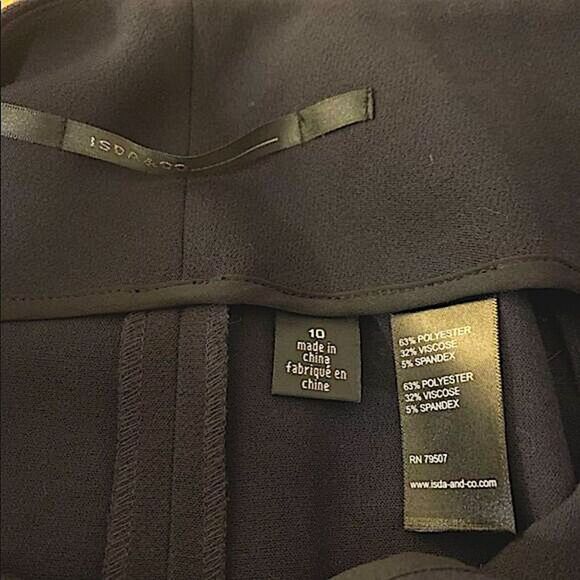 ISDA & CO
10
made in
china
fabriqué en
chine
63% POLYESTER
32% VISCOSE
5% SPANDEX
63% POLYESTER
32% VISCOSE
5% SPANDEX
RN 79507
www.isda-and-co.com